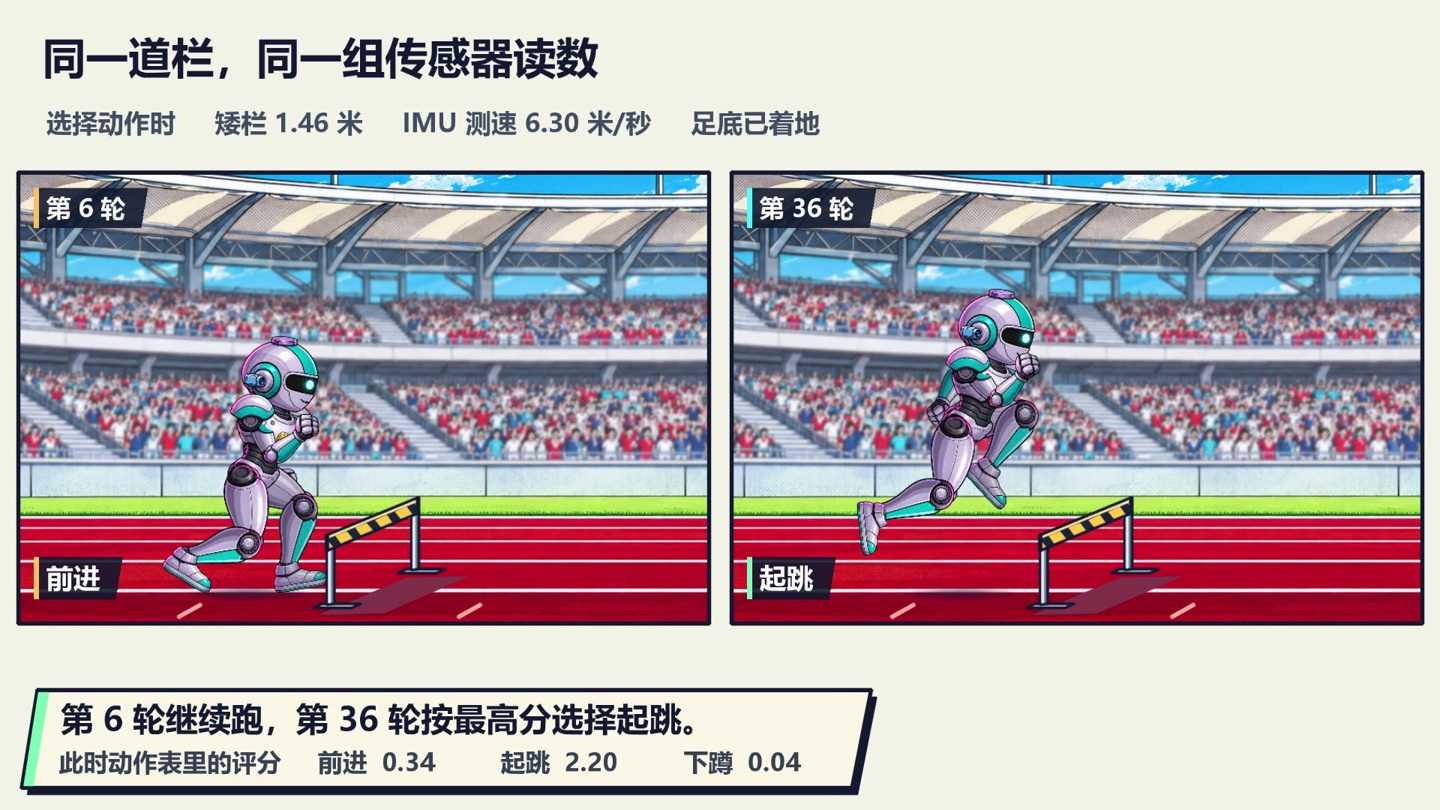 同一道栏，同一组传感器读数
选择动作时 矮栏 1.46 米 IMU 测速 6.30 米/秒 足底已着地
第 6 轮
第 36 轮
前进
起跳
第 6 轮继续跑，第 36 轮按最高分选择起跳。
此时动作表里的评分 前进 0.34 起跳 2.20 下蹲 0.04